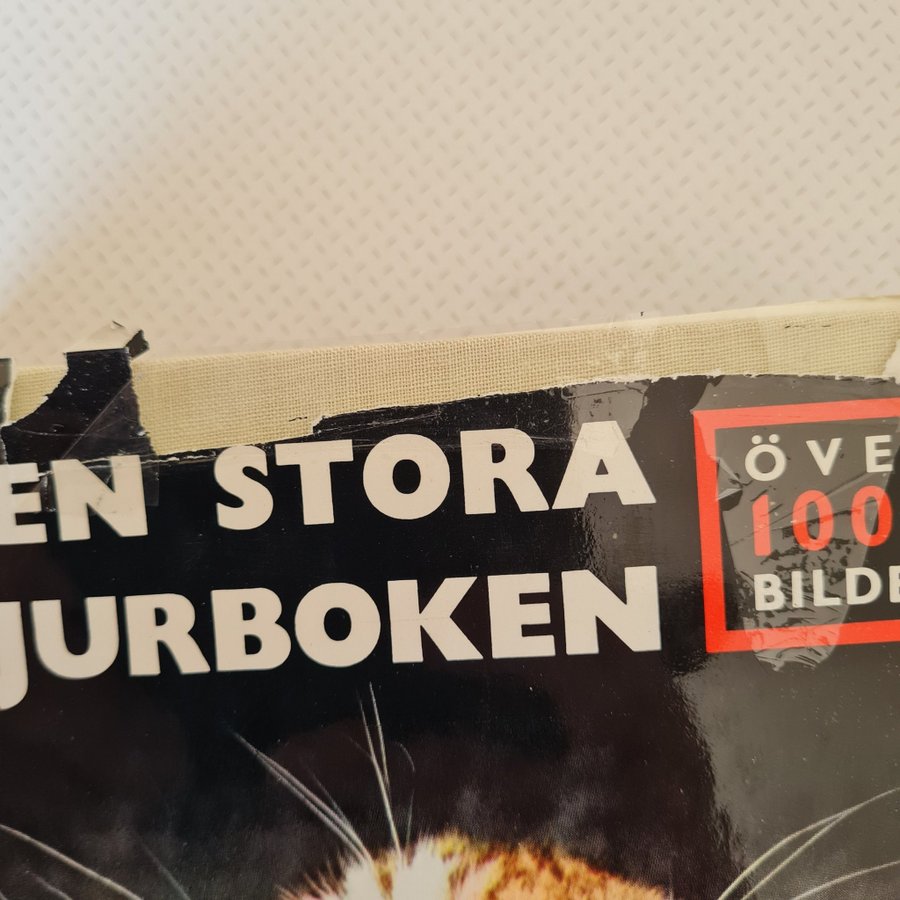 EN STORA
JURBOKEN
ÖVE
100
BILDE